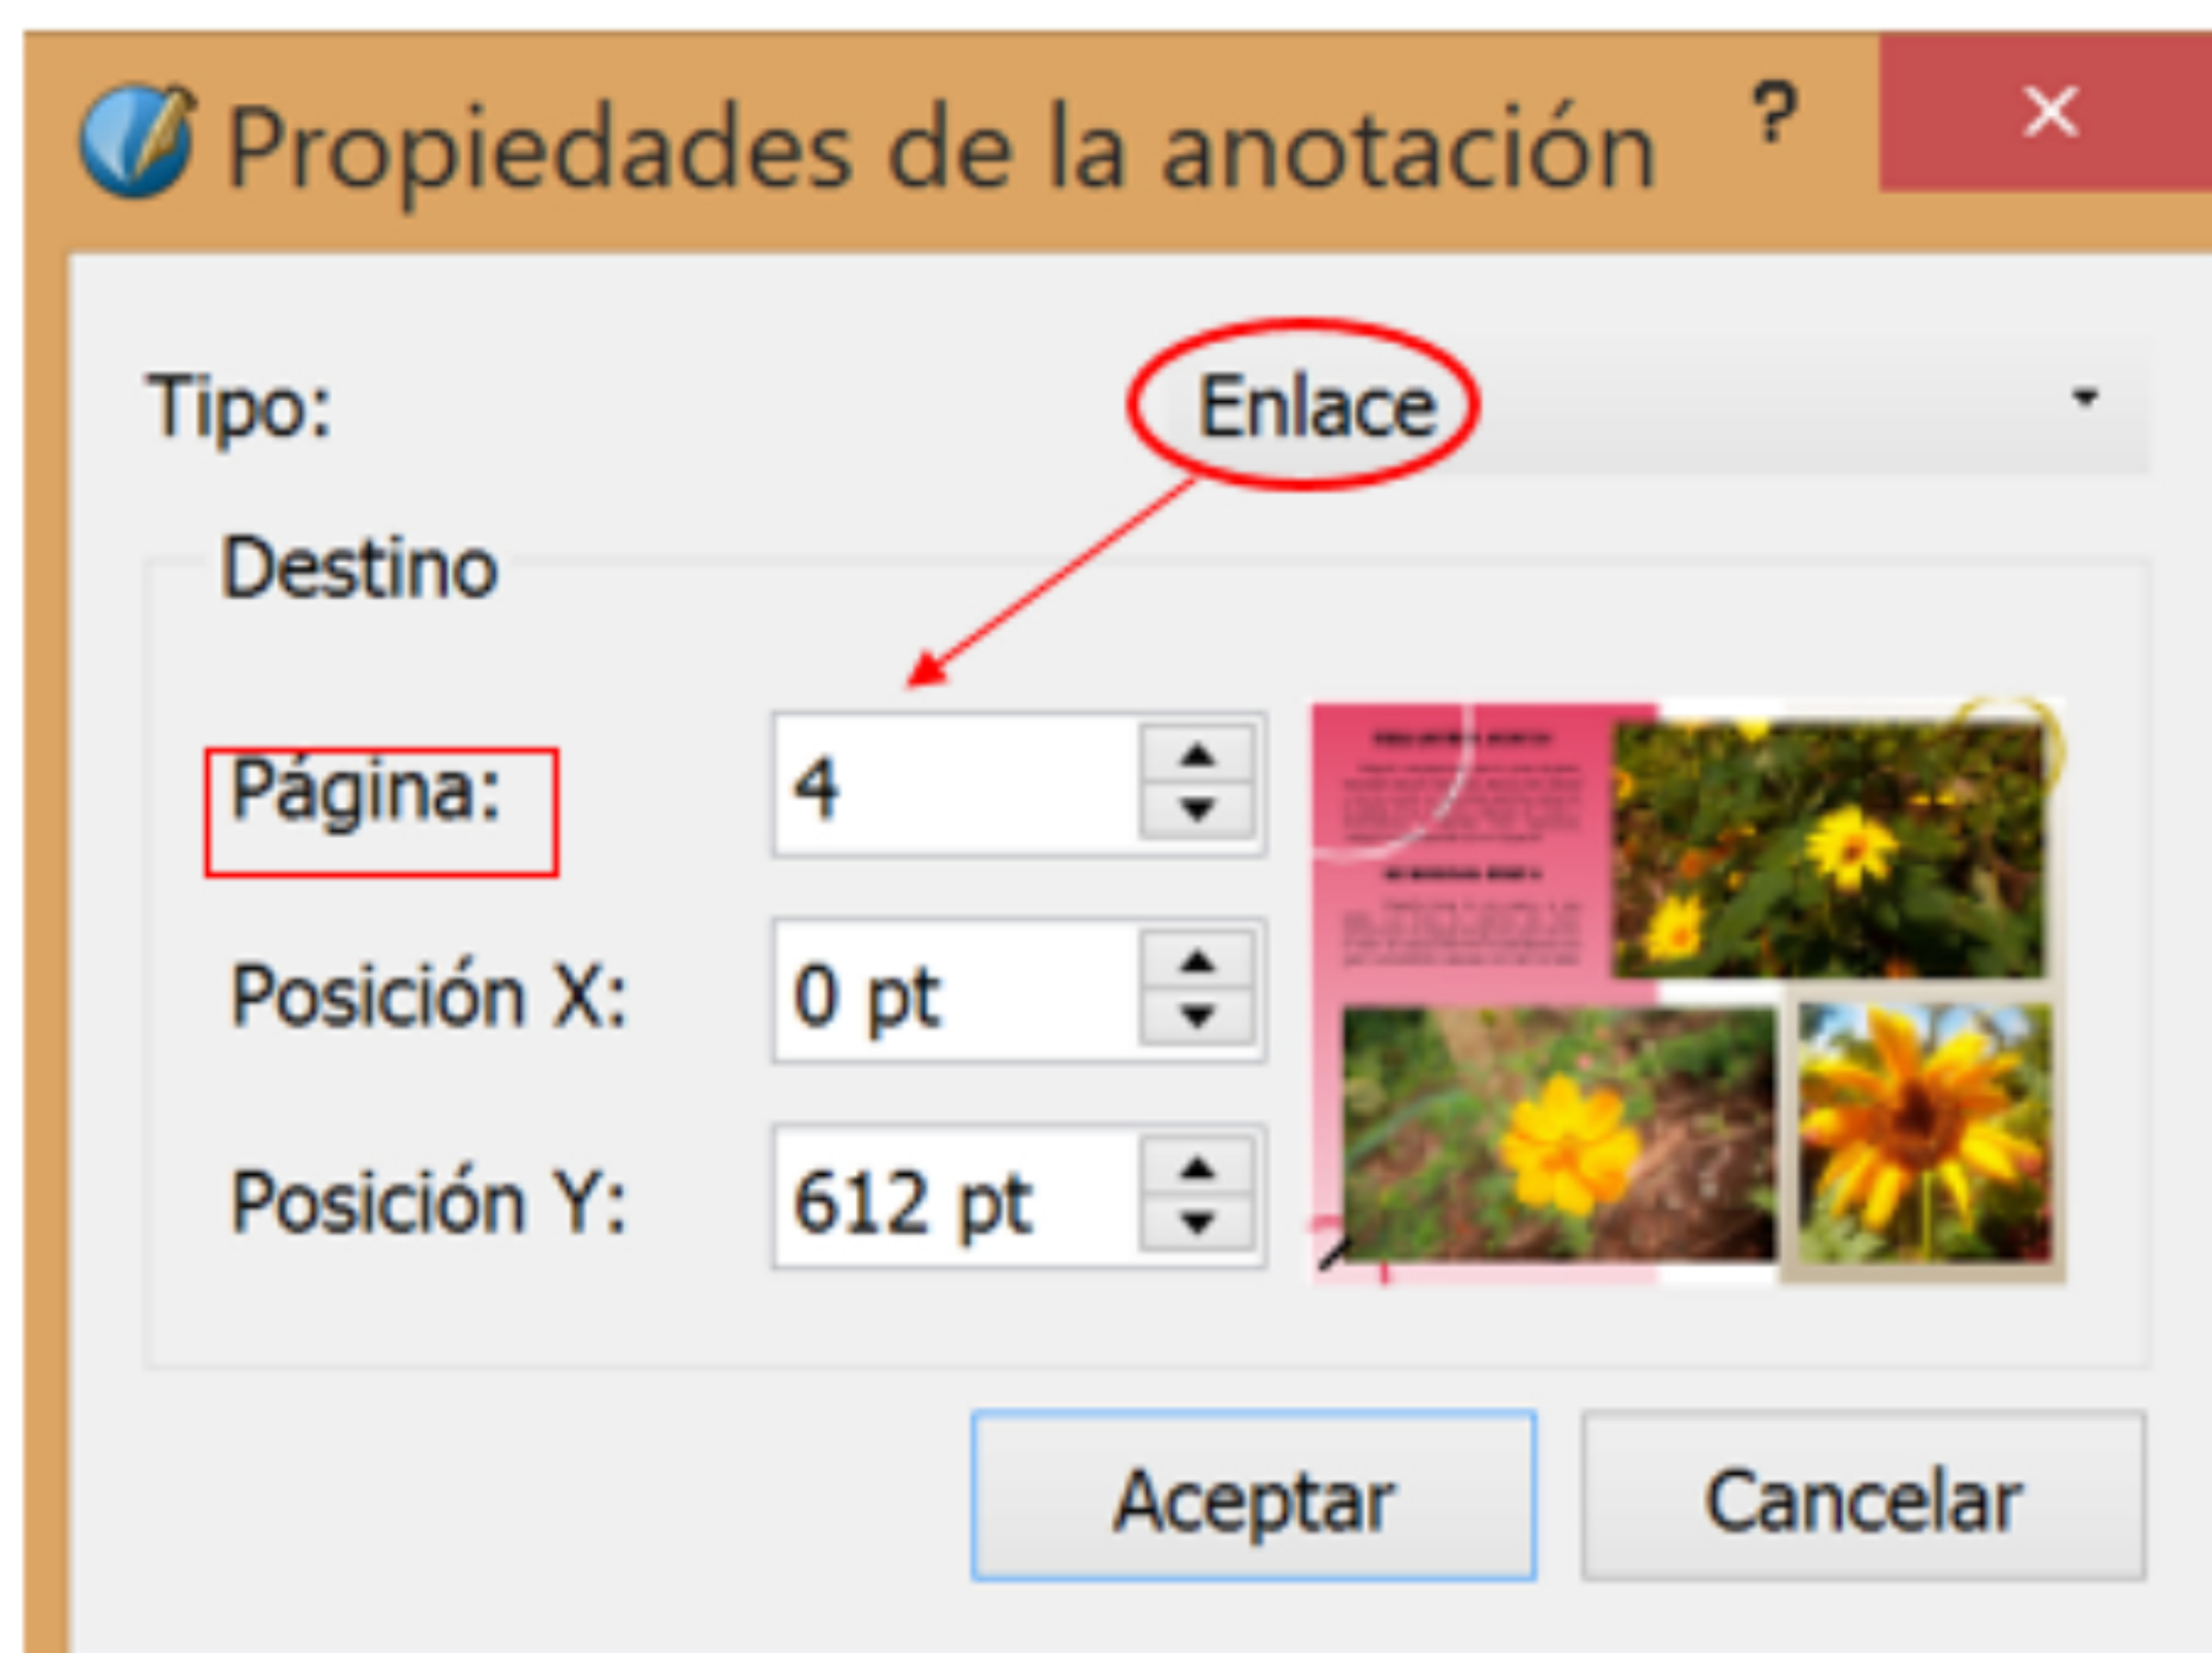 Propiedades de la anotación ? ×
Tipo: Enlace
Destino
Página: 4
Posición X: 0 pt
Posición Y: 612 pt
Aceptar Cancelar